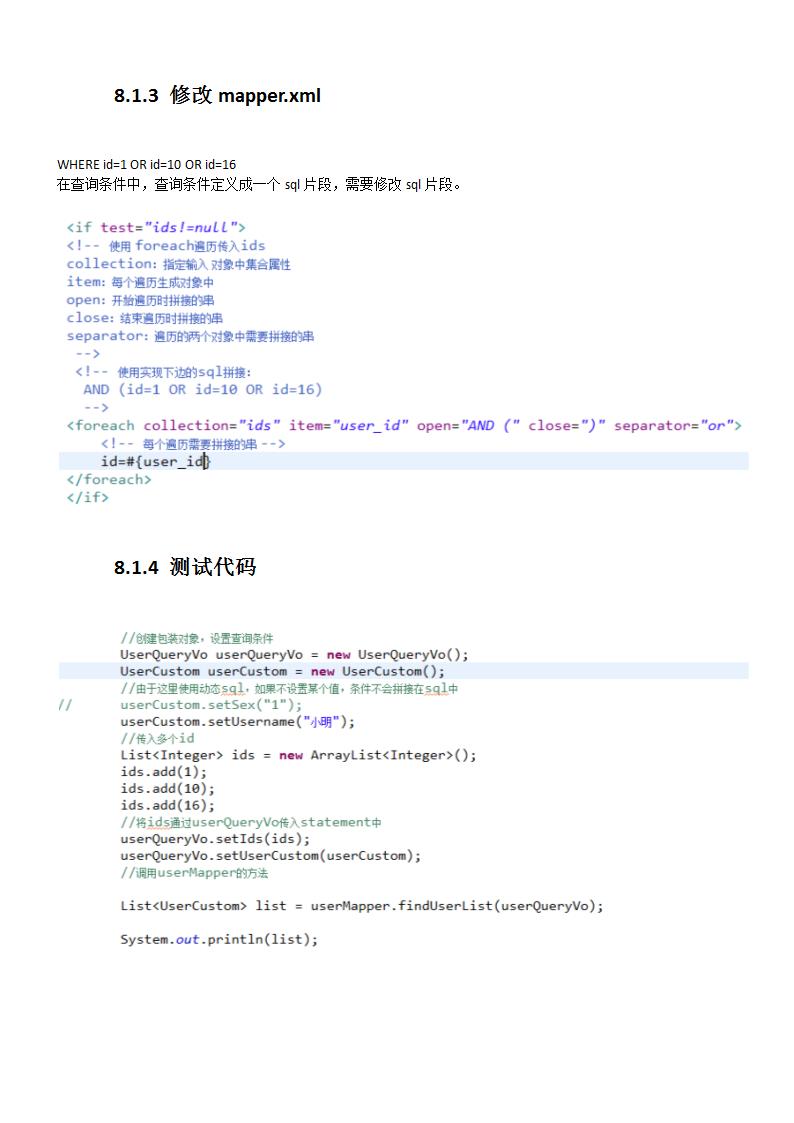 8.1.3 修改 mapper.xml
WHERE id=1 OR id=10 OR id=16
在查询条件中，查询条件定义成一个 sql 片段，需要修改 sql 片段。
<if test="ids!=null">
<!-- 使用 foreach遍历传入ids
collection：指定输入 对象中集合属性
item：每个遍历生成对象中
open：开始遍历时拼接的串
close：结束遍历时拼接的串
separator：遍历的两个对象中需要拼接的串
-->
<!-- 使用实现下边的sql拼接：
AND (id=1 OR id=10 OR id=16)
-->
<foreach collection="ids" item="user_id" open="AND (" close=")" separator="or">
<!-- 每个遍历需要拼接的串 -->
id=#{user_id}
</foreach>
</if>
8.1.4 测试代码
//创建包装对象，设置查询条件
UserQueryVo userQueryVo = new UserQueryVo();
UserCustom userCustom = new UserCustom();
//由于这里使用动态sql，如果不设置某个值，条件不会拼接在sql中
// userCustom.setSex("1");
userCustom.setUsername("小明");
//传入多个id
List<Integer> ids = new ArrayList<Integer>();
ids.add(1);
ids.add(10);
ids.add(16);
//将ids通过userQueryVo传入statement中
userQueryVo.setIds(ids);
userQueryVo.setUserCustom(userCustom);
//调用userMapper的方法
List<UserCustom> list = userMapper.findUserList(userQueryVo);
System.out.println(list);